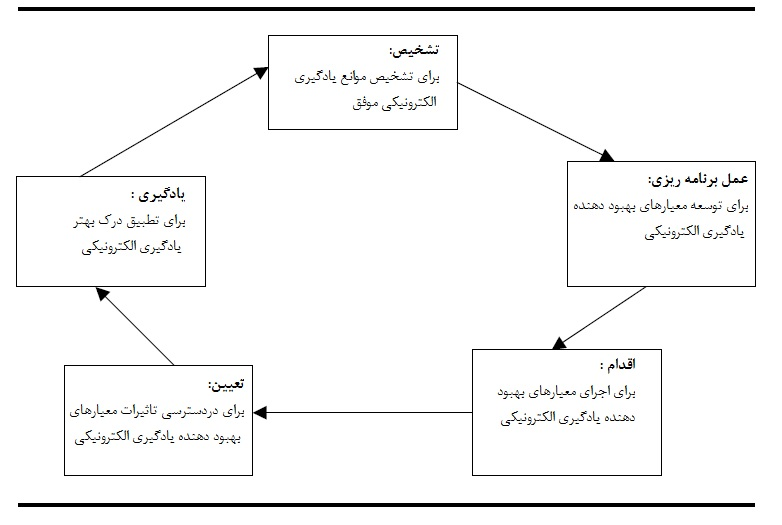 تشخیص:
برای تشخیص موانع یادگیری
الکترونیکی موفق
عمل برنامه ریزی:
برای توسعه معیارهای بهبود دهنده
یادگیری الکترونیکی
اقدام :
برای اجرای معیارهای بهبود
دهنده یادگیری الکترونیکی
تعیین:
برای دردسترسی تاثیرات معیارهای
بهبود دهنده یادگیری الکترونیکی
یادگیری :
برای تطبیق درک بهتر
یادگیری الکترونیکی